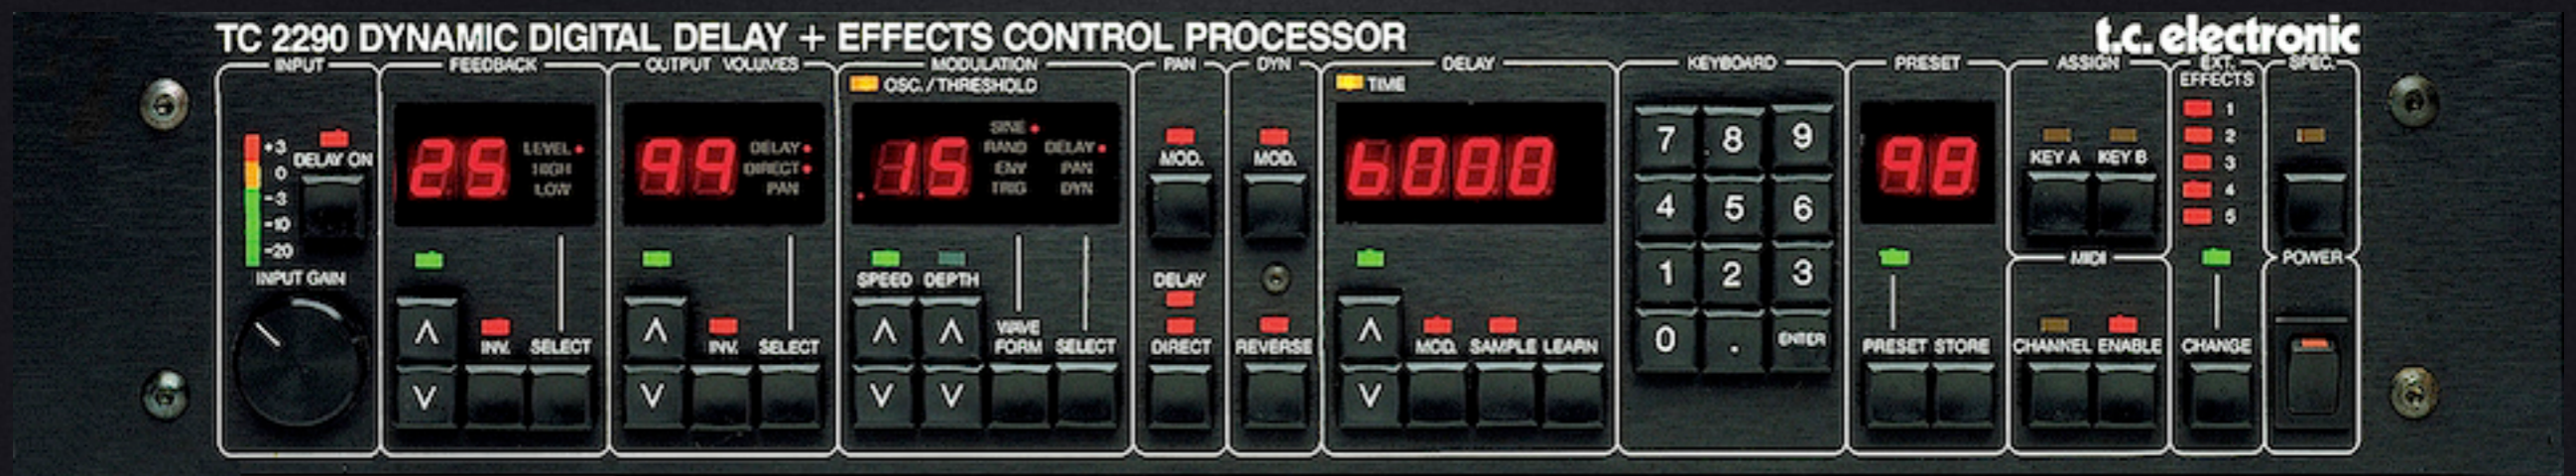 TC 2290 DYNAMIC DIGITAL DELAY + EFFECTS CONTROL PROCESSOR
t.c. electronic
INPUT
+3
0
-3
-10
-20
DELAY ON
INPUT GAIN
FEEDBACK
25
LEVEL
HIGH
LOW
INV.
SELECT
OUTPUT VOLUMES
99
DELAY
DIRECT
PAN
INV.
SELECT
MODULATION
OSC. / THRESHOLD
.15
SINE
RAND
ENV
TRIG
DELAY
PAN
DYN
SPEED
DEPTH
WAVE
FORM
SELECT
PAN
MOD.
DELAY
DIRECT
DYN
MOD.
REVERSE
DELAY
TIME
6000
MOD.
SAMPLE
LEARN
KEYBOARD
7 8 9
4 5 6
1 2 3
0 . ENTER
PRESET
98
PRESET STORE
ASSIGN
KEY A KEY B
MIDI
CHANNEL ENABLE
EXT.
EFFECTS
1
2
3
4
5
CHANGE
SPEC.
POWER